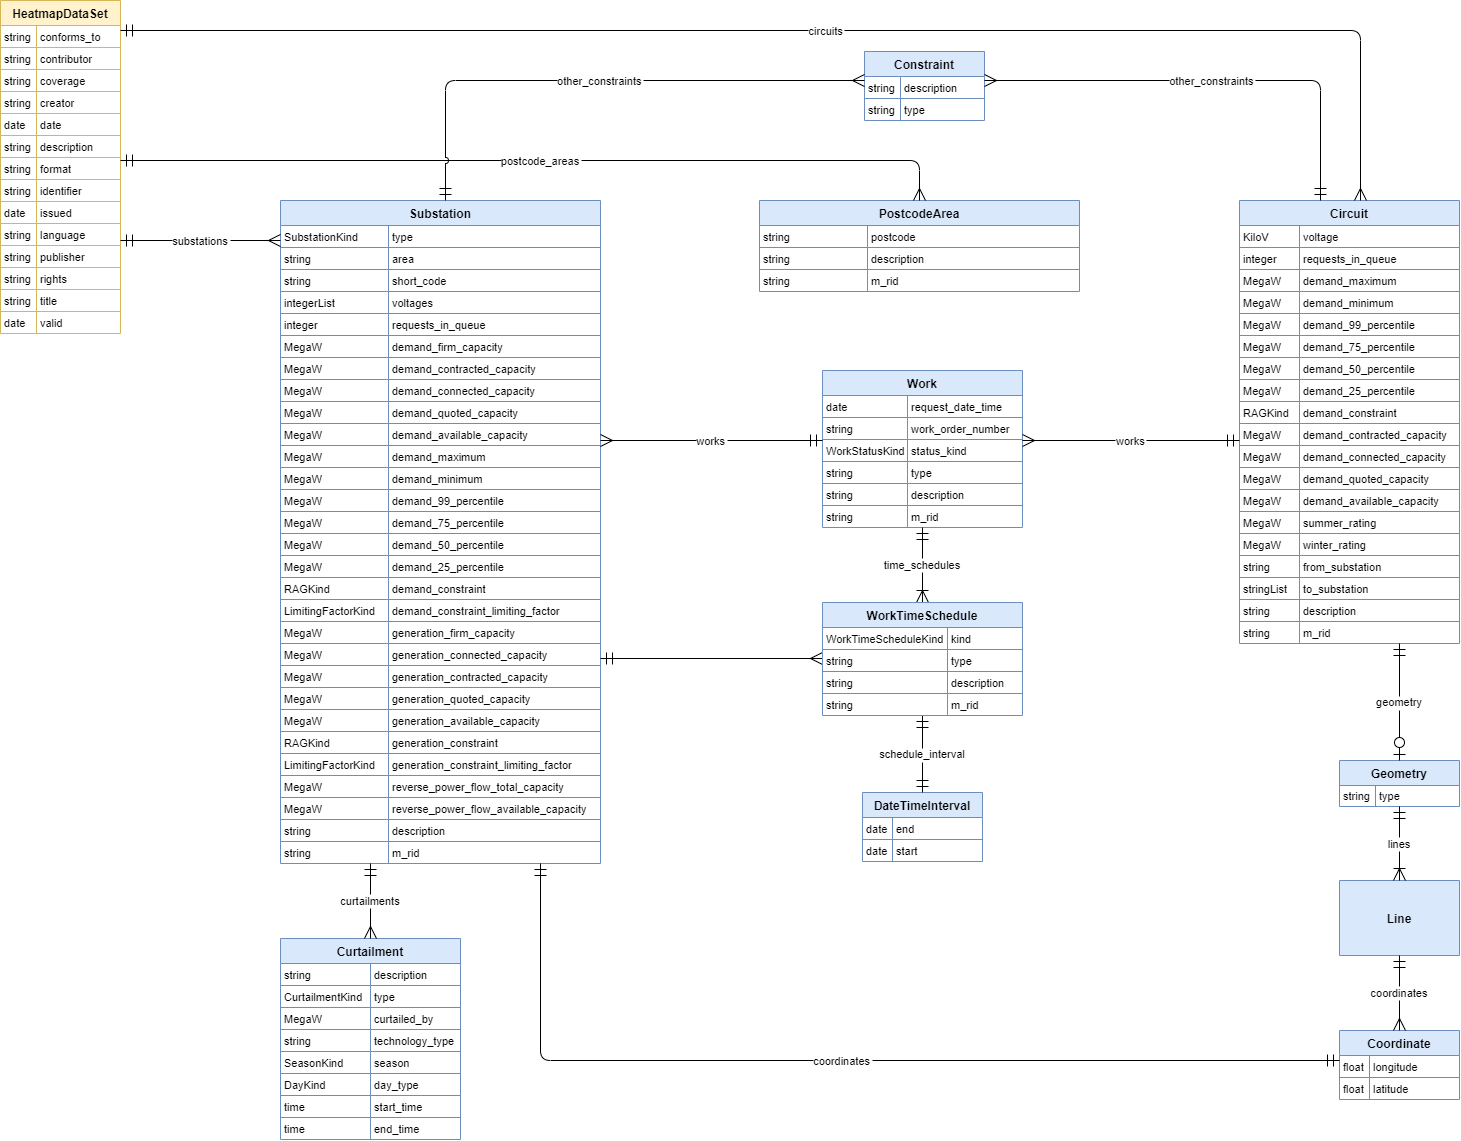 HeatmapDataSet
string conforms_to
string contributor
string coverage
string creator
date date
string description
string format
string identifier
date issued
string language
string publisher
string rights
string title
date valid
circuits
other_constraints
Constraint
string description
string type
other_constraints
postcode_areas
substations
Substation
SubstationKind type
string area
string short_code
integerList voltages
integer requests_in_queue
MegaW demand_firm_capacity
MegaW demand_contracted_capacity
MegaW demand_connected_capacity
MegaW demand_quoted_capacity
MegaW demand_available_capacity
MegaW demand_maximum
MegaW demand_minimum
MegaW demand_99_percentile
MegaW demand_75_percentile
MegaW demand_50_percentile
MegaW demand_25_percentile
RAGKind demand_constraint
LimitingFactorKind demand_constraint_limiting_factor
MegaW generation_firm_capacity
MegaW generation_connected_capacity
MegaW generation_contracted_capacity
MegaW generation_quoted_capacity
MegaW generation_available_capacity
RAGKind generation_constraint
LimitingFactorKind generation_constraint_limiting_factor
MegaW reverse_power_flow_total_capacity
MegaW reverse_power_flow_available_capacity
string description
string m_rid
PostcodeArea
string postcode
string description
string m_rid
Circuit
KiloV voltage
integer requests_in_queue
MegaW demand_maximum
MegaW demand_minimum
MegaW demand_99_percentile
MegaW demand_75_percentile
MegaW demand_50_percentile
MegaW demand_25_percentile
RAGKind demand_constraint
MegaW demand_contracted_capacity
MegaW demand_connected_capacity
MegaW demand_quoted_capacity
MegaW demand_available_capacity
MegaW summer_rating
MegaW winter_rating
string from_substation
stringList to_substation
string description
string m_rid
works
Work
date request_date_time
string work_order_number
WorkStatusKind status_kind
string type
string description
string m_rid
works
time_schedules
WorkTimeSchedule
WorkTimeScheduleKind kind
string type
string description
string m_rid
schedule_interval
DateTimeInterval
date end
date start
geometry
Geometry
string type
lines
Line
coordinates
Coordinate
float longitude
float latitude
curtailments
Curtailment
string description
CurtailmentKind type
MegaW curtailed_by
string technology_type
SeasonKind season
DayKind day_type
time start_time
time end_time
coordinates